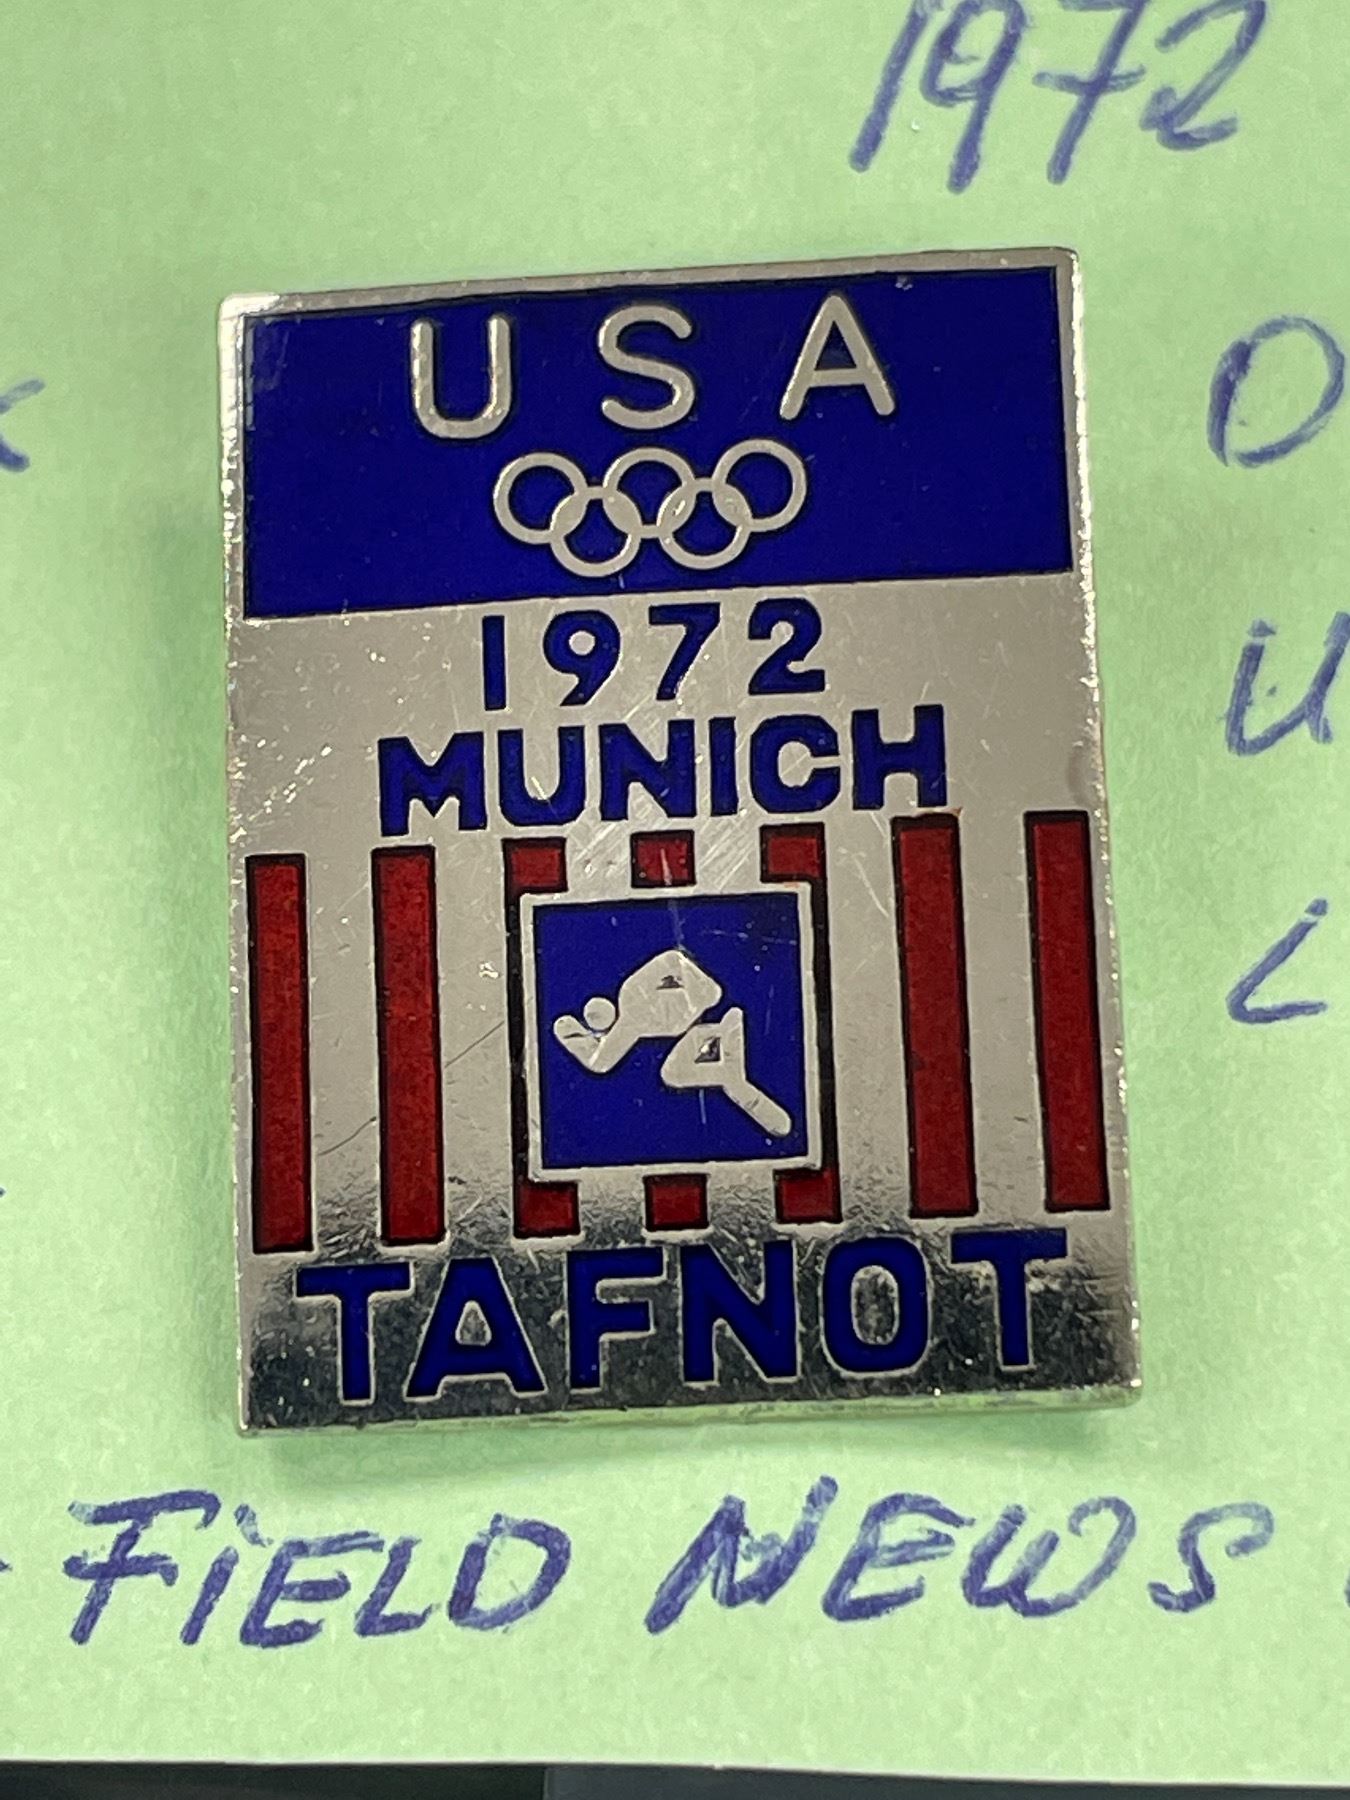 1972
USA
1972
MUNICH
TAFNOT
FIELD NEWS